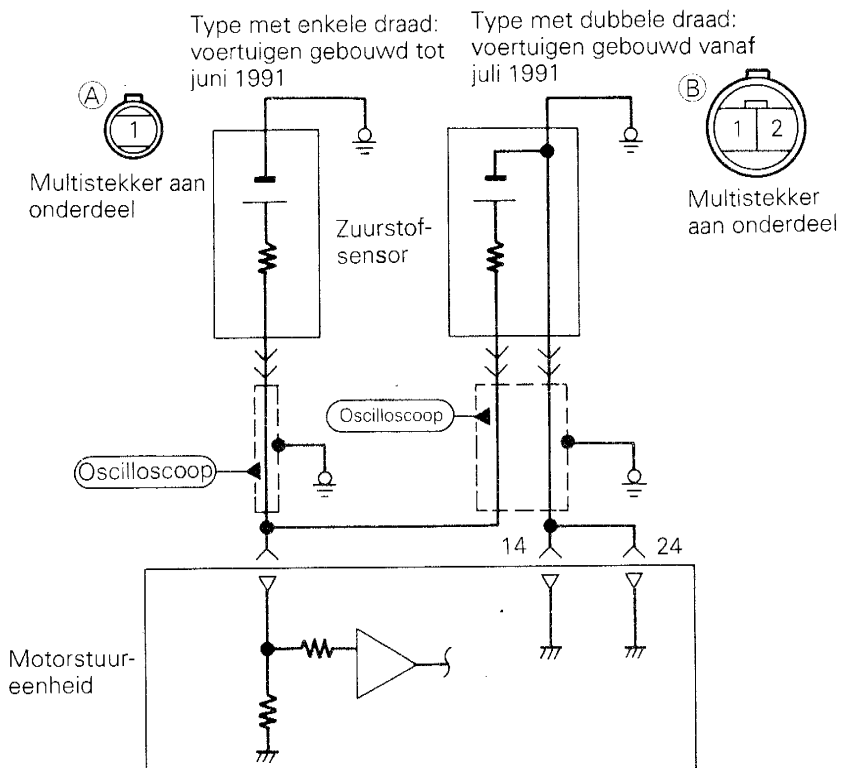 Type met enkele draad:
voertuigen gebouwd tot
juni 1991
Type met dubbele draad:
voertuigen gebouwd vanaf
juli 1991
A
1
Multistekker aan
onderdeel
B
1 2
Multistekker
aan onderdeel
Zuurstof-
sensor
Oscilloscoop
Oscilloscoop
14
24
Motorstuur-
eenheid